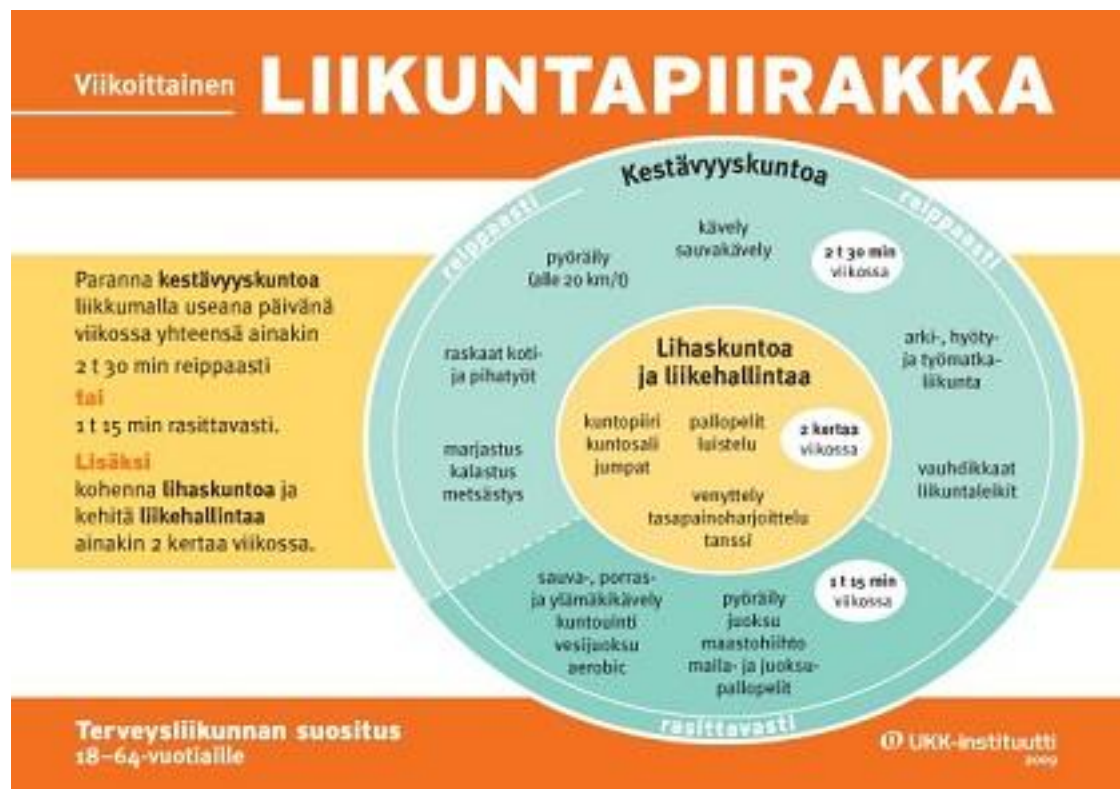 Viikoittainen LIIKUNTAPIIRAKKA
Paranna kestävyyskuntoa
liikkumalla useana päivänä
viikossa yhteensä ainakin
2 t 30 min reippaasti
tai
1 t 15 min rasittavasti.
Lisäksi
kohenna lihaskuntoa ja
kehitä liikehallintaa
ainakin 2 kertaa viikossa.
Kestävyyskuntoa
reippaasti
reippaasti
kävely
sauvakävely
2 t 30 min
viikossa
pyöräily
(alle 20 km/t)
raskaat koti-
ja pihatyöt
marjastus
kalastus
metsästys
arki-, hyöty-
ja työmatka-
liikunta
vauhdikkaat
liikuntaleikit
Lihaskuntoa
ja liikehallintaa
kuntopiiri
kuntosali
jumpat
pallopelit
luistelu
2 kertaa
viikossa
venyttely
tasapainoharjoittelu
tanssi
sauva-, porras-
ja ylämäkikävely
kuntouinti
vesijuoksu
aerobic
pyöräily
juoksu
maastohiihto
maila- ja juoksu-
pallopelit
1 t 15 min
viikossa
rasittavasti
Terveysliikunnan suositus
18–64-vuotiaille
UKK-instituutti
2009